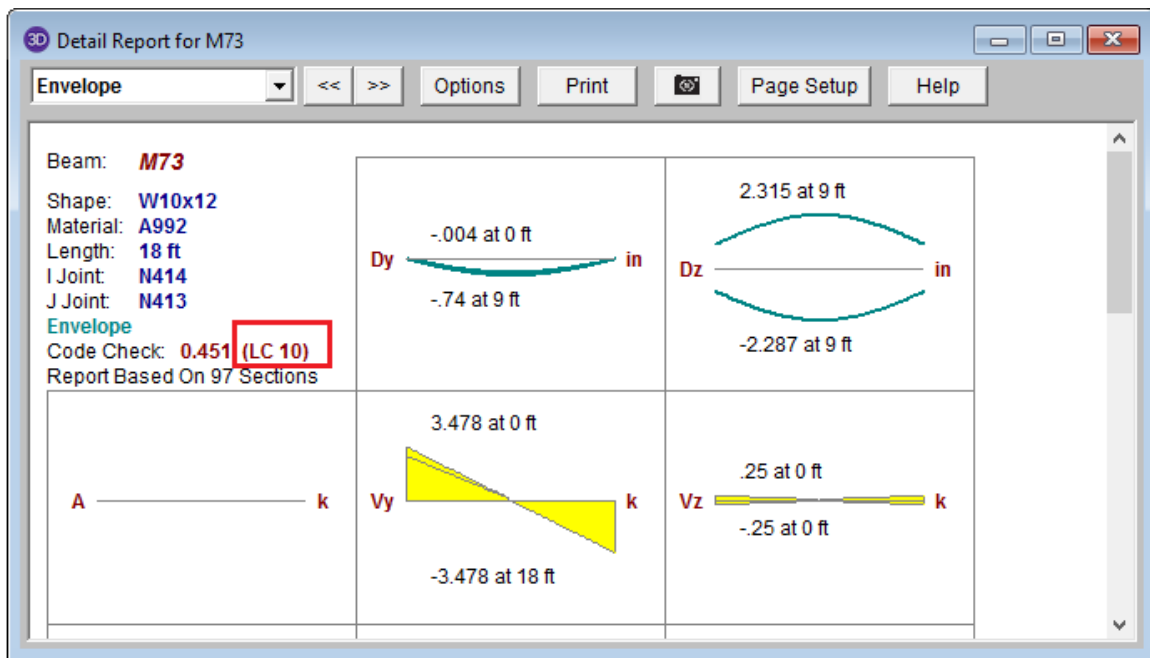 3D Detail Report for M73
Envelope << >> Options Print Page Setup Help
Beam: M73
Shape: W10x12
Material: A992
Length: 18 ft
I Joint: N414
J Joint: N413
Envelope
Code Check: 0.451 (LC 10)
Report Based On 97 Sections
-.004 at 0 ft
Dy in
-.74 at 9 ft
2.315 at 9 ft
Dz in
-2.287 at 9 ft
A k
3.478 at 0 ft
Vy k
-3.478 at 18 ft
.25 at 0 ft
Vz k
-.25 at 0 ft